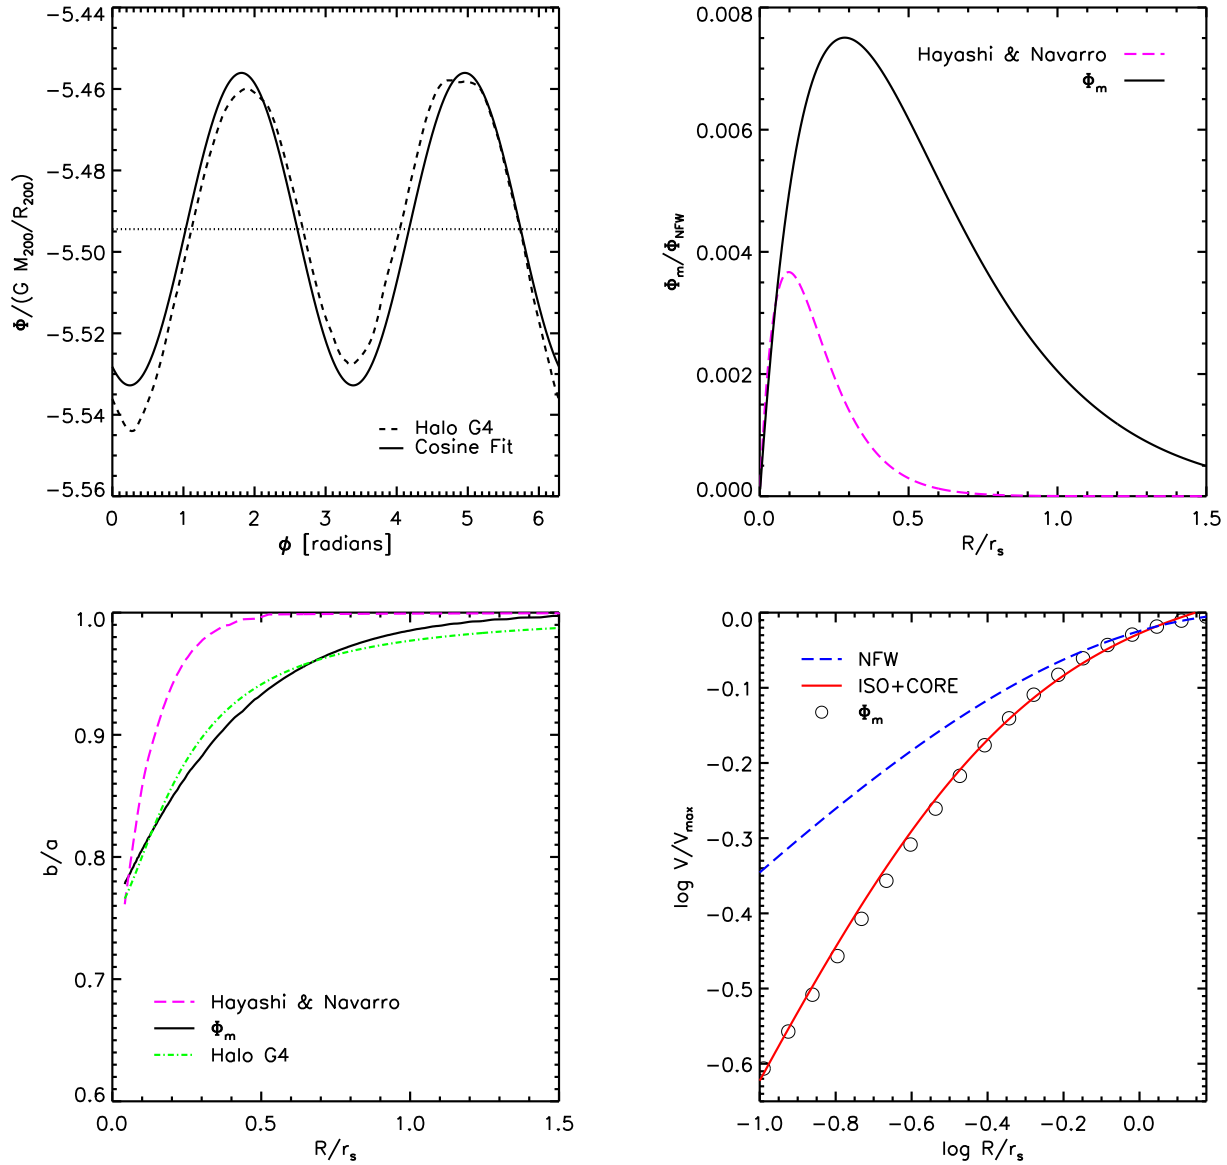 −5.44
−5.46
−5.48
−5.50
−5.52
−5.54
−5.56
Φ/(G M200/R200)
Halo G4
Cosine Fit
0 1 2 3 4 5 6
ϕ [radians]
0.008
0.006
0.004
0.002
0.000
Φm/ΦNFW
Hayashi & Navarro
Φm
0.0 0.5 1.0 1.5
R/rs
1.0
0.9
0.8
0.7
0.6
b/a
Hayashi & Navarro
Φm
Halo G4
0.0 0.5 1.0 1.5
R/rs
0.0
−0.1
−0.2
−0.3
−0.4
−0.5
−0.6
log V/Vmax
NFW
ISO+CORE
Φm
−1.0 −0.8 −0.6 −0.4 −0.2 0.0
log R/rs